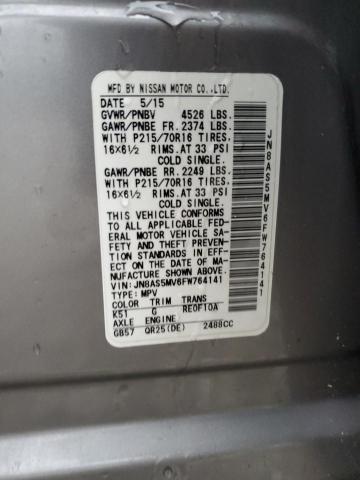 MFD BY NISSAN MOTOR CO.,LTD.
DATE 5/15
GVWR/PNBV 4526 LBS.
GAWR/PNBE FR. 2374 LBS.
WITH P215/70R16 TIRES,
16×6½ RIMS.AT 33 PSI
COLD SINGLE.
GAWR/PNBE RR. 2249 LBS.
WITH P215/70R16 TIRES,
16×6½ RIMS.AT 33 PSI
COLD SINGLE.
THIS VEHICLE CONFORMS
TO ALL APPLICABLE FED-
ERAL MOTOR VEHICLE SA-
FETY AND THEFT PREVEN-
TION STANDARDS IN EFF-
ECT ON THE DATE OF MA-
NUFACTURE SHOWN ABOVE.
VIN: JN8AS5MV6FW764141
TYPE: MPV
COLOR TRIM TRANS
K51 G RE0F10A
AXLE ENGINE
GB57 QR25(DE) 2488CC
JN8AS5MV6FW764141